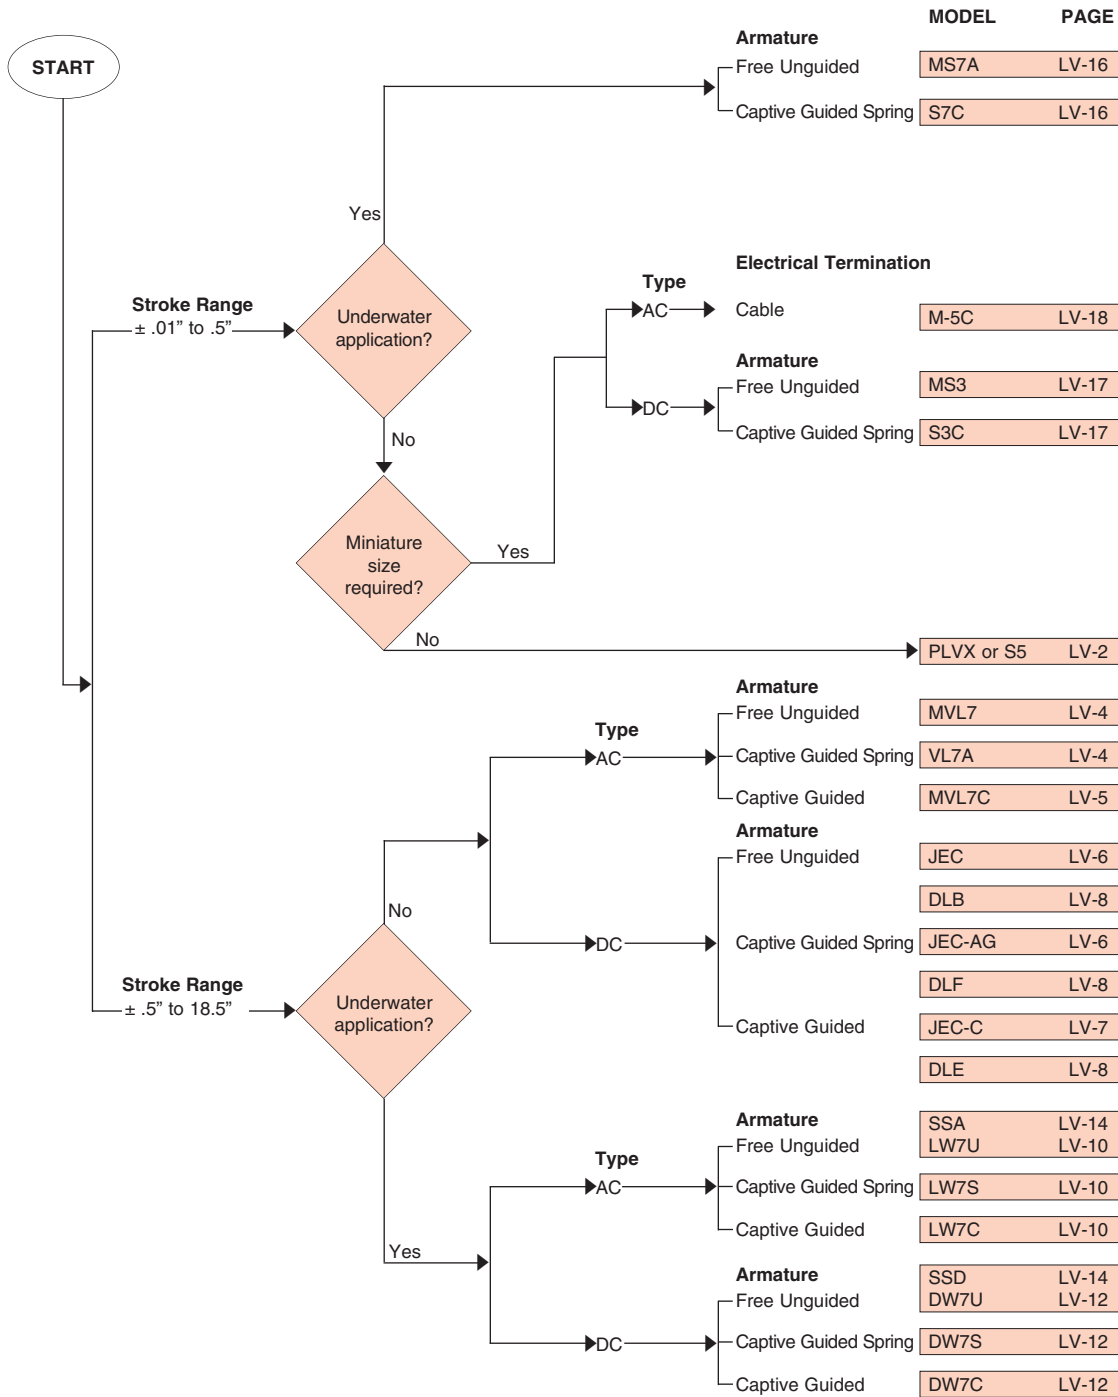 MODEL PAGE
START
Armature
Free Unguided MS7A LV-16
Captive Guided Spring S7C LV-16
Yes
Stroke Range
± .01” to .5”
Underwater
application?
Electrical Termination
Type
AC Cable M-5C LV-18
Armature
Free Unguided MS3 LV-17
DC
Captive Guided Spring S3C LV-17
No
Miniature
size
required?
Yes
No
PLVX or S5 LV-2
Armature
Free Unguided MVL7 LV-4
Type
AC
Captive Guided Spring VL7A LV-4
Captive Guided MVL7C LV-5
Armature
Free Unguided JEC LV-6
DLB LV-8
No
DC
Captive Guided Spring JEC-AG LV-6
DLF LV-8
Stroke Range
± .5” to 18.5”
Underwater
application?
Captive Guided JEC-C LV-7
DLE LV-8
Armature
SSA LV-14
Free Unguided LW7U LV-10
Type
AC
Captive Guided Spring LW7S LV-10
Captive Guided LW7C LV-10
Yes
Armature
SSD LV-14
Free Unguided DW7U LV-12
DC
Captive Guided Spring DW7S LV-12
Captive Guided DW7C LV-12